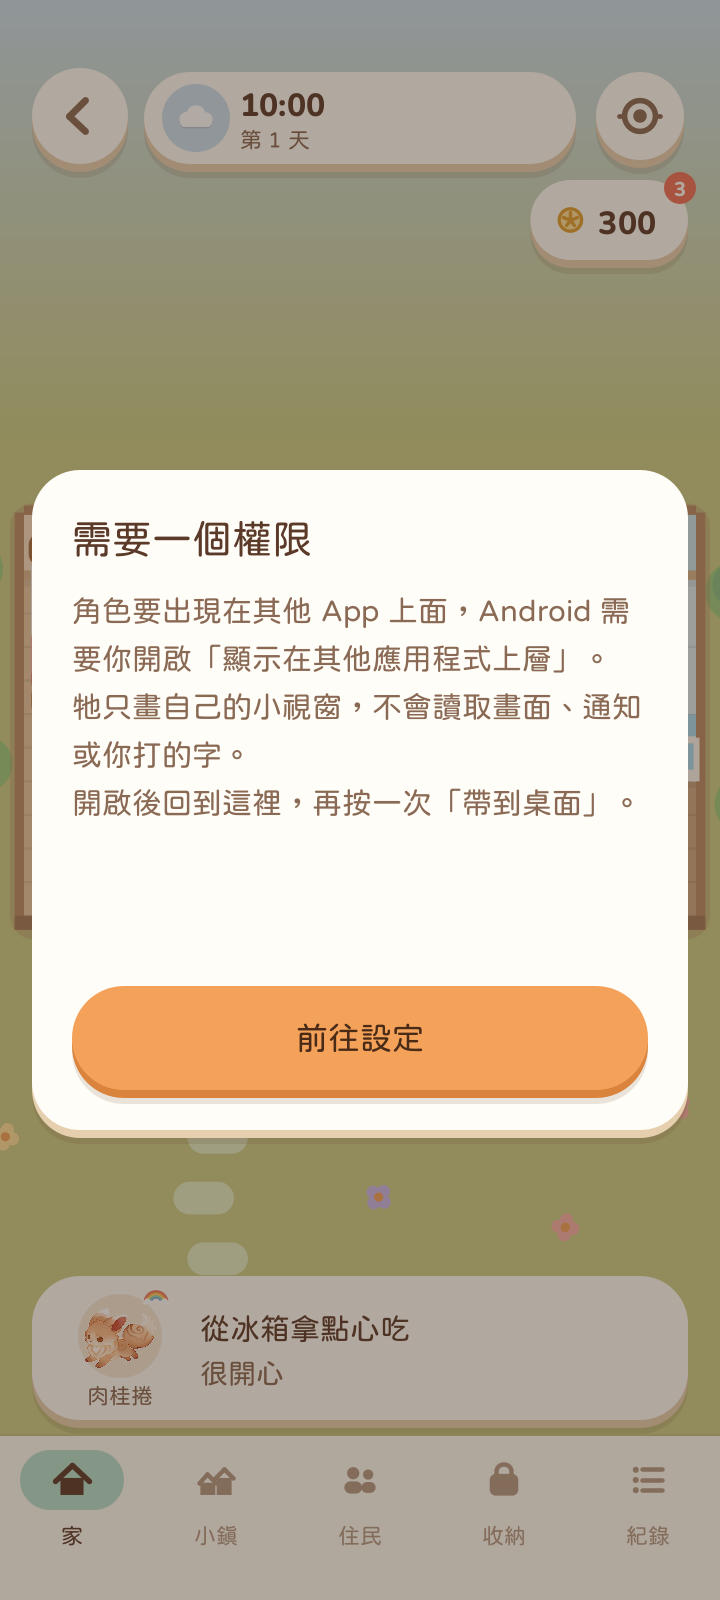 10:00
第 1 天
3
300
需要一個權限
角色要出現在其他 App 上面，Android 需
要你開啟「顯示在其他應用程式上層」。
牠只畫自己的小視窗，不會讀取畫面、通知
或你打的字。
開啟後回到這裡，再按一次「帶到桌面」。
前往設定
從冰箱拿點心吃
很開心
肉桂捲
家
小鎮
住民
收納
紀錄